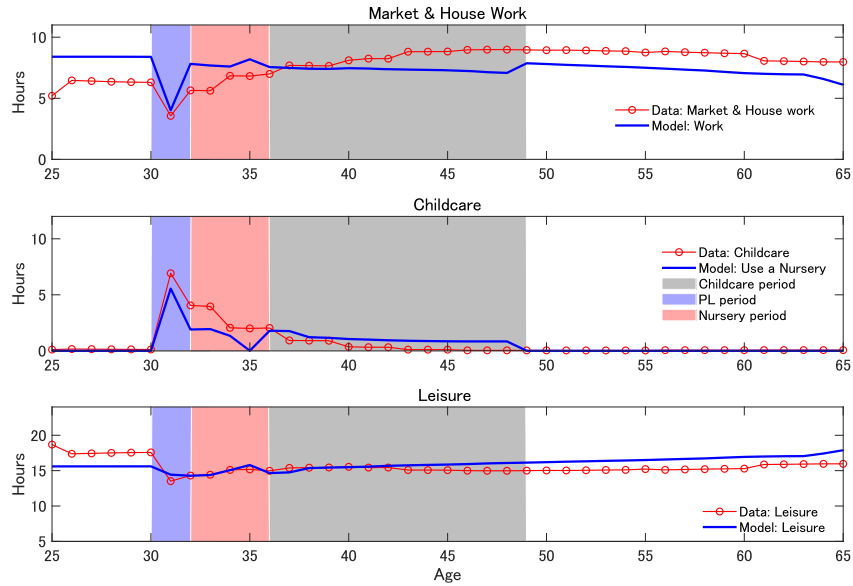 Market & House Work
10
5
0
Hours
Data: Market & House work
Model: Work
25 30 35 40 45 50 55 60 65
Childcare
10
5
0
Hours
Data: Childcare
Model: Use a Nursery
Childcare period
PL period
Nursery period
25 30 35 40 45 50 55 60 65
Leisure
20
15
10
5
Hours
Data: Leisure
Model: Leisure
25 30 35 40 45 50 55 60 65
Age